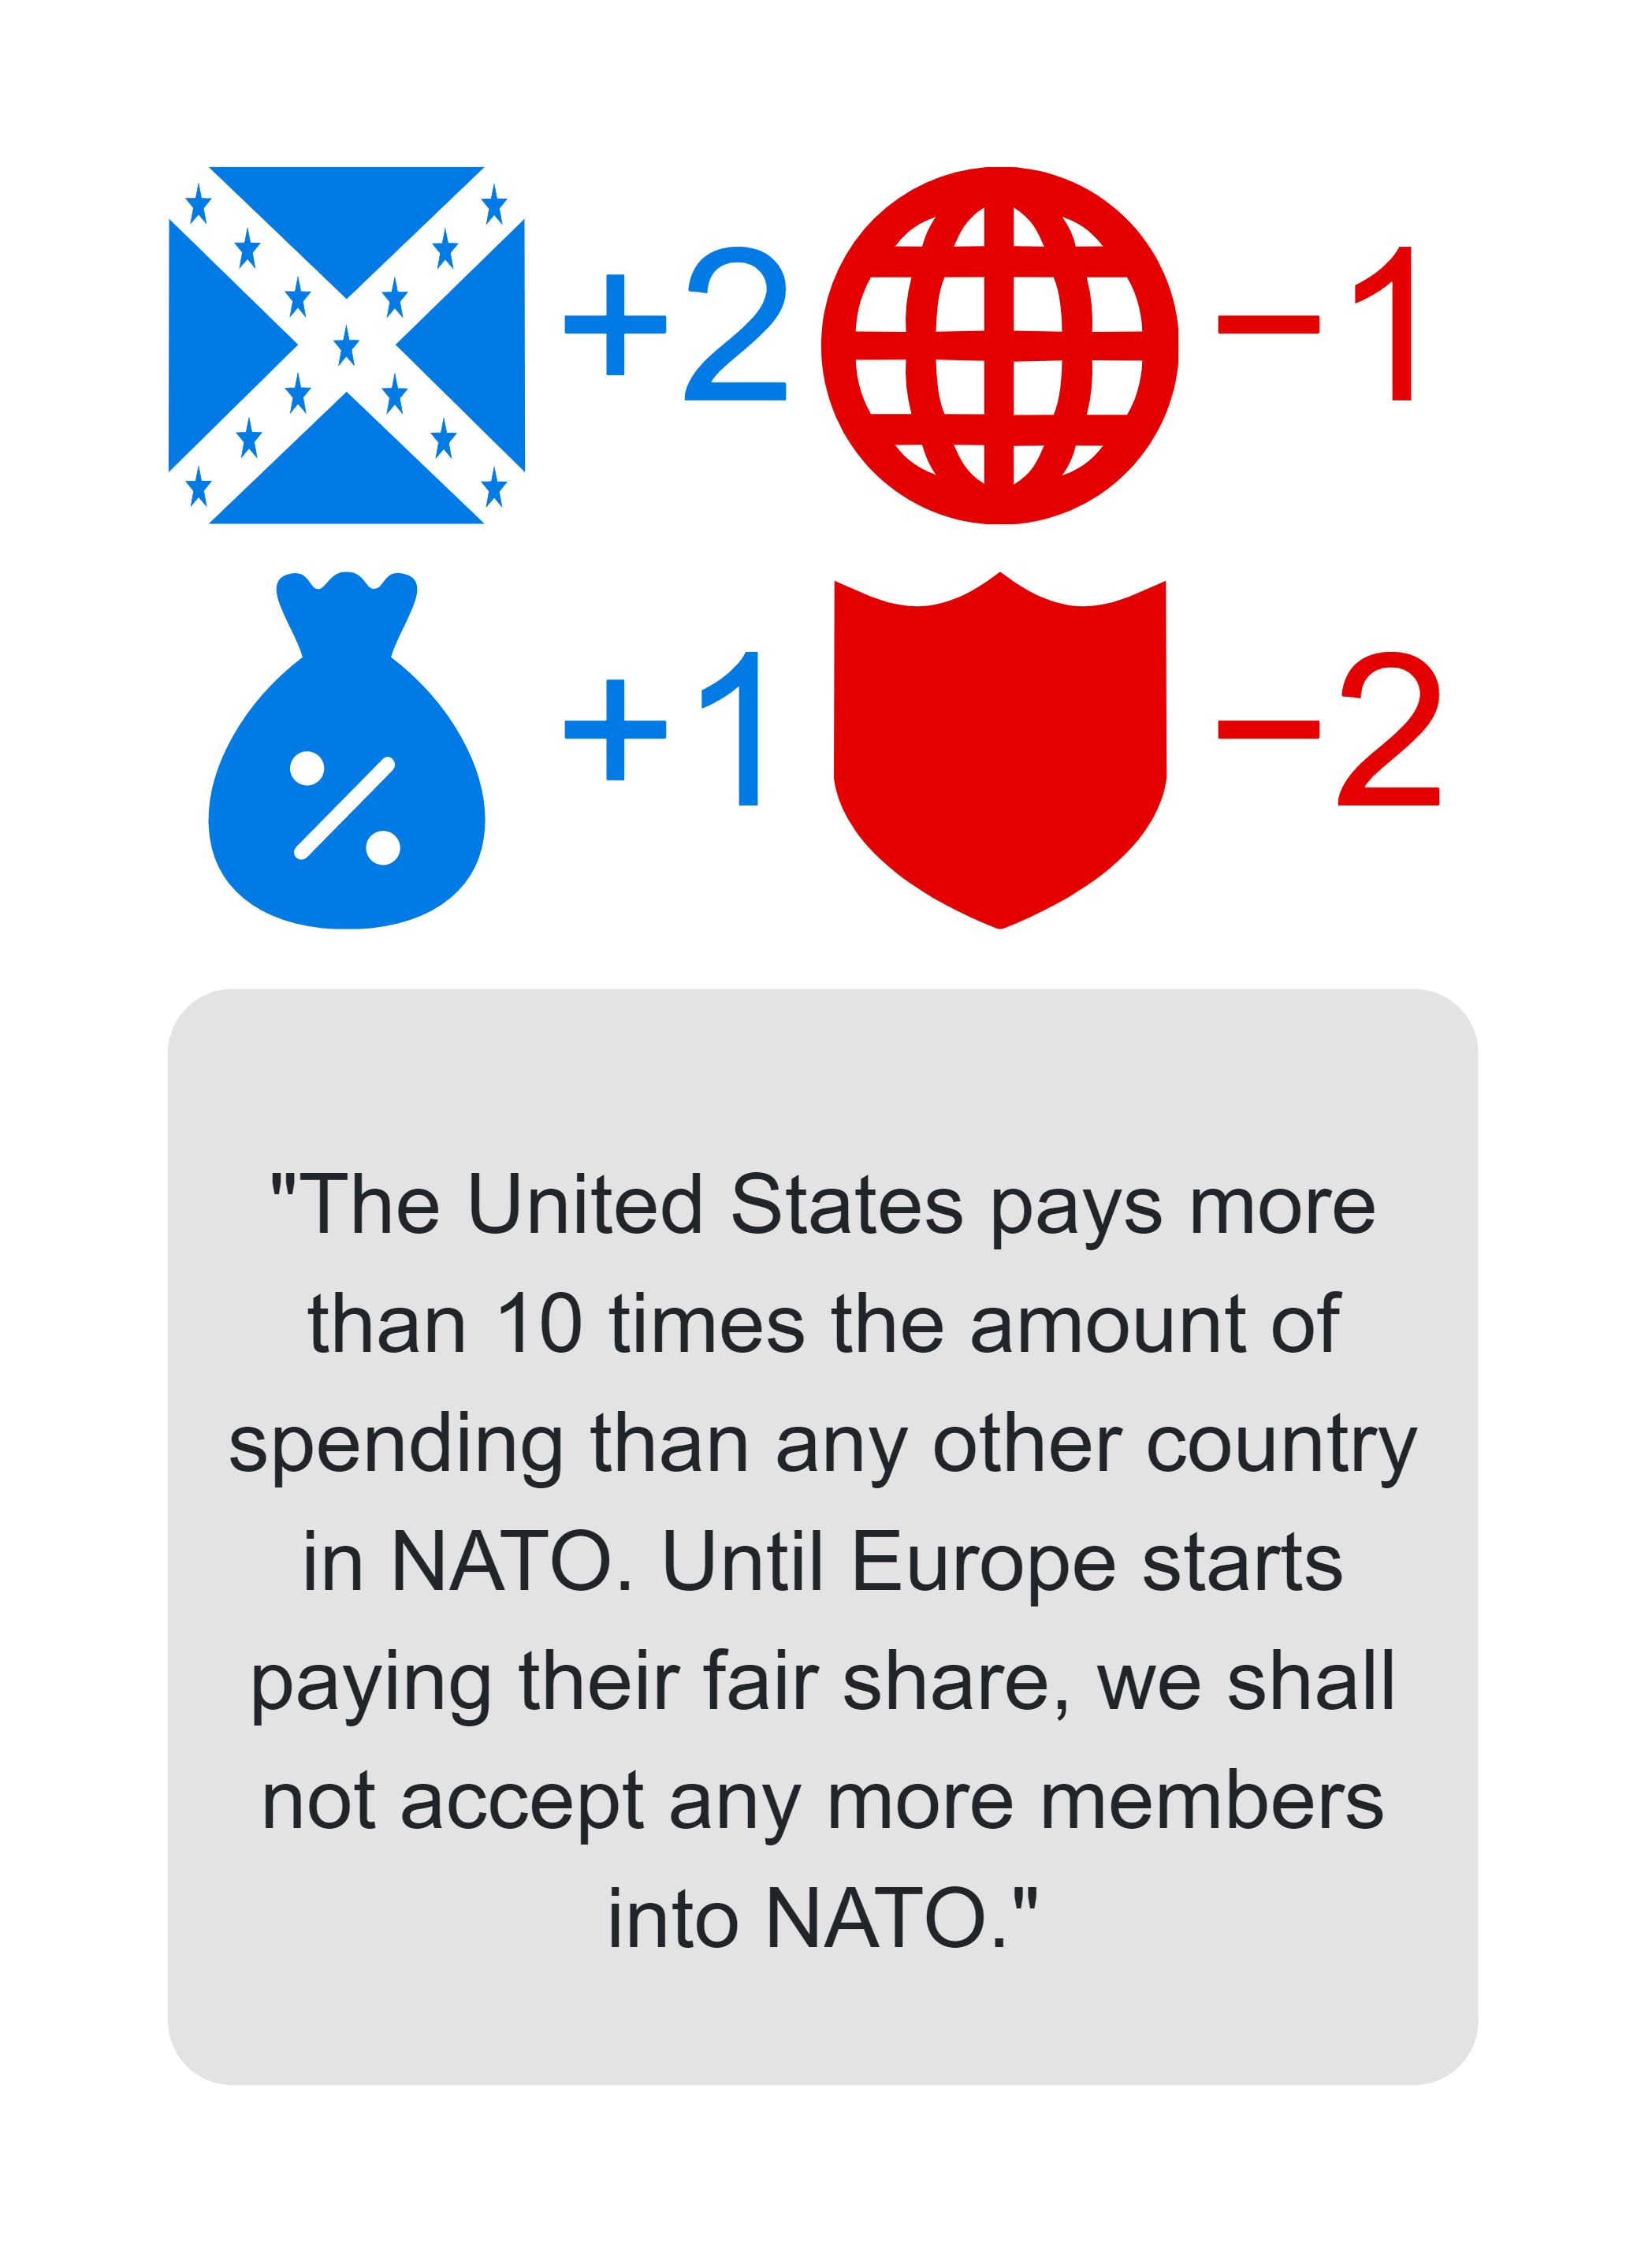 +2 −1
+1 −2
"The United States pays more
than 10 times the amount of
spending than any other country
in NATO. Until Europe starts
paying their fair share, we shall
not accept any more members
into NATO."